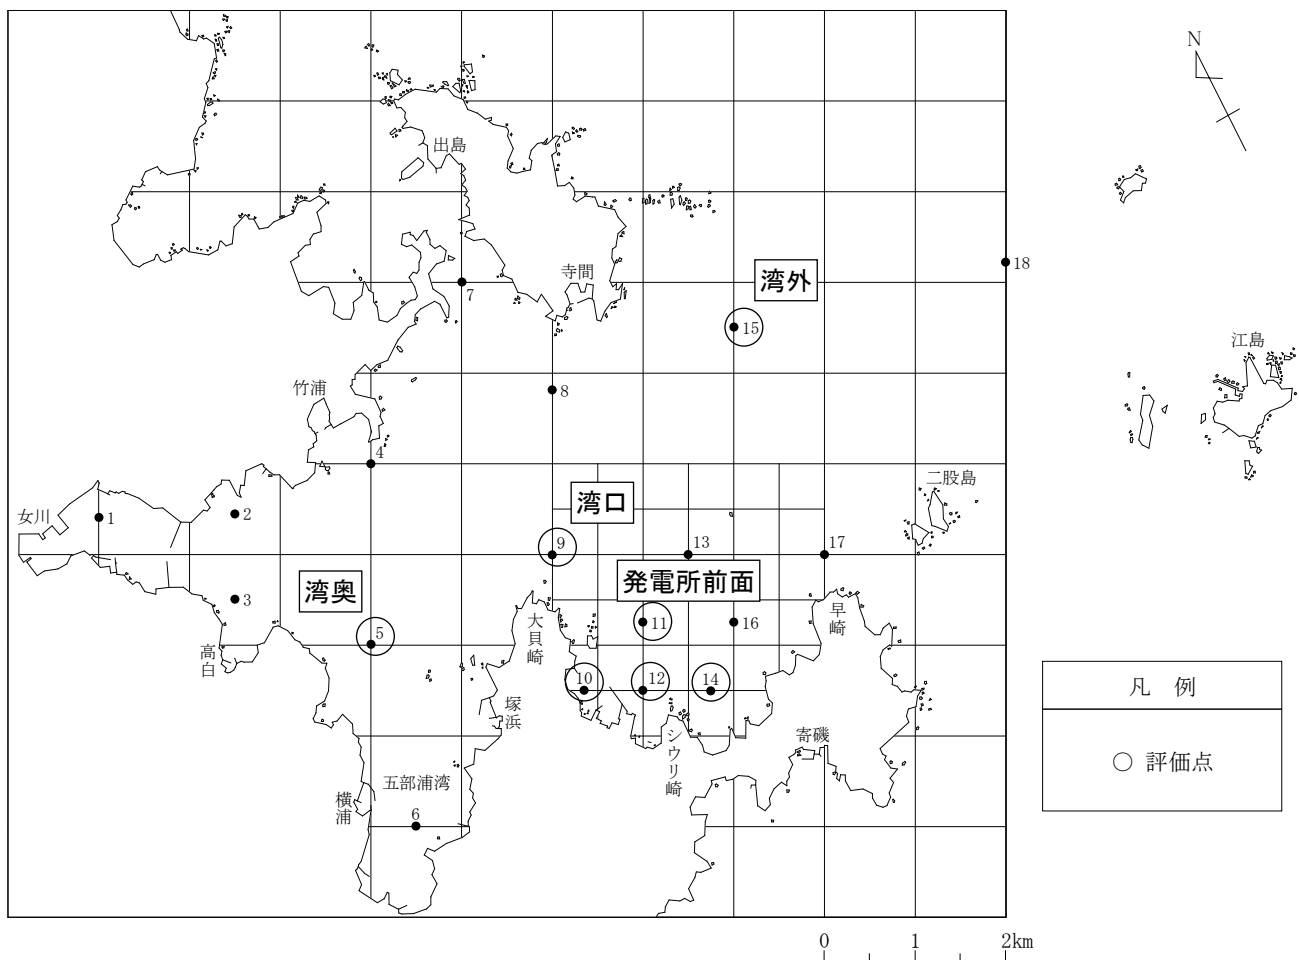 N
出島
18
湾外
寺間
7
15
江島
竹浦
8
4
二股島
湾口
女川
1
2
9
13
17
発電所前面
湾奥
3
5
大貝崎
11
16
早崎
高白
10
12
14
塚浜
シウリ崎
寄磯
五部浦湾
横浦
6
凡 例
○ 評価点
0 1 2km